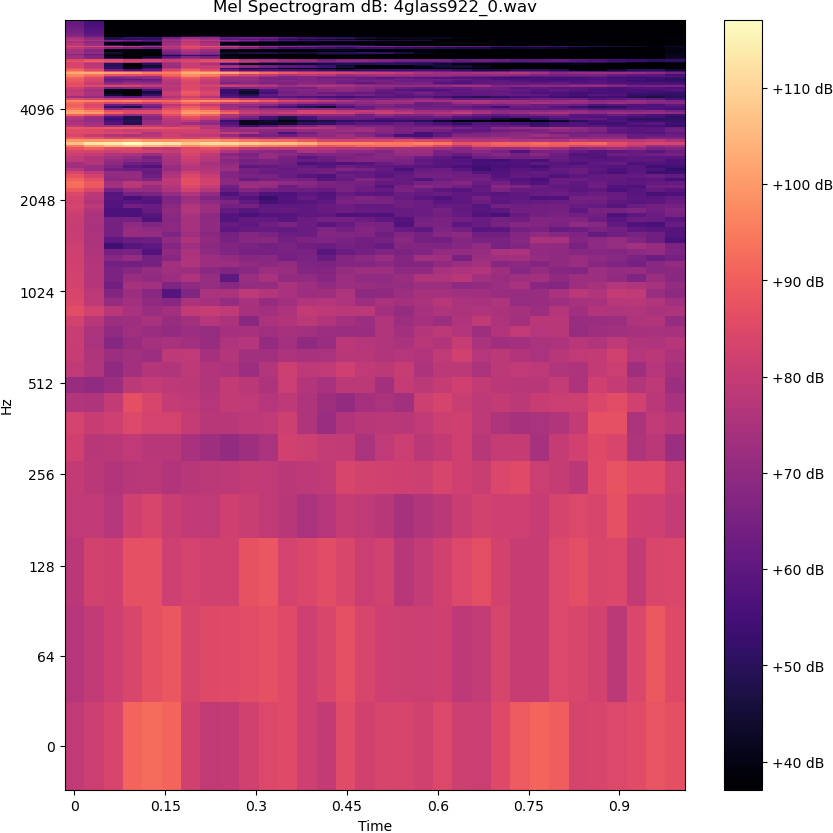 Mel Spectrogram dB: 4glass922_0.wav
4096
2048
1024
512
256
128
64
0
Hz
0
0.15
0.3
0.45
0.6
0.75
0.9
Time
+110 dB
+100 dB
+90 dB
+80 dB
+70 dB
+60 dB
+50 dB
+40 dB